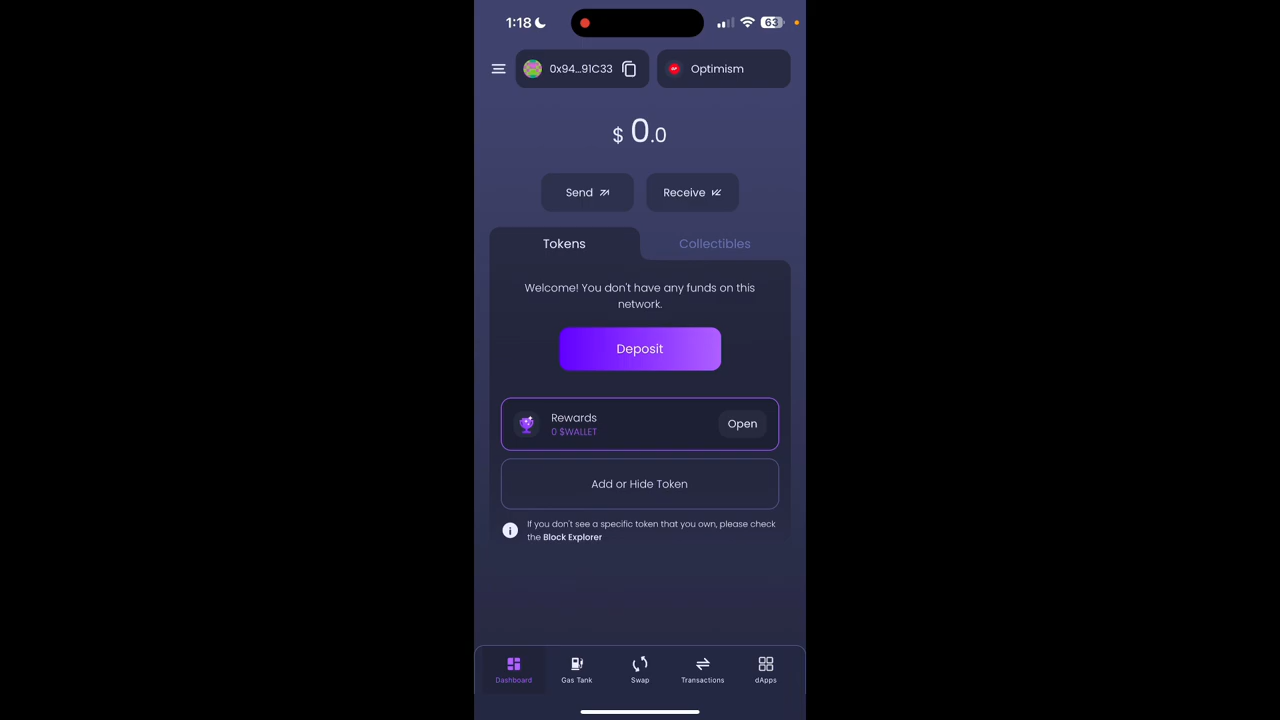 1:18
63
0x94...91C33
Optimism
$ 0.0
Send
Receive
Tokens
Collectibles
Welcome! You don't have any funds on this
network.
Deposit
Rewards
0 $WALLET
Open
Add or Hide Token
If you don't see a specific token that you own, please check
the Block Explorer
Dashboard
Gas Tank
Swap
Transactions
dApps